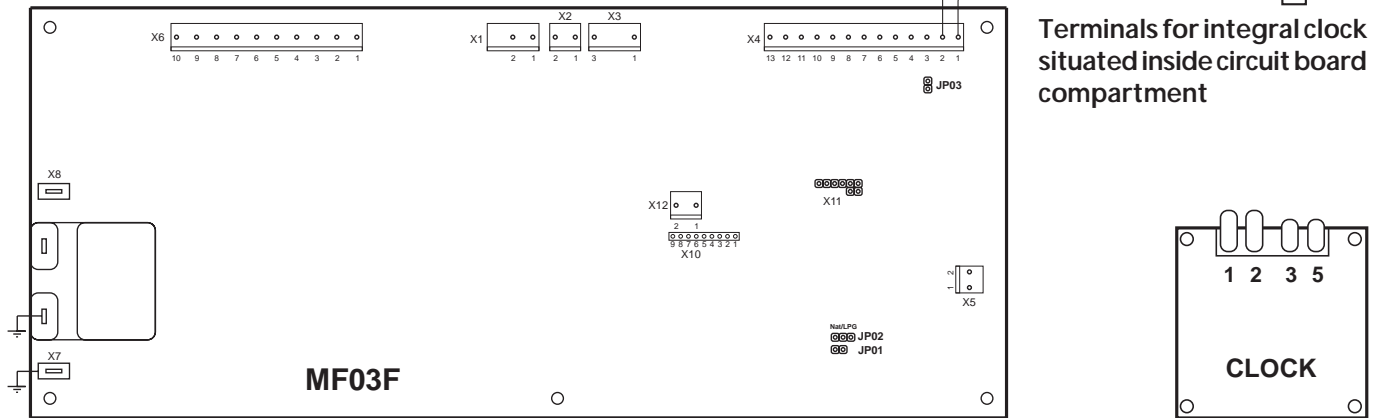 X6
10 9 8 7 6 5 4 3 2 1
X1
2 1
X2
2 1
X3
3 1
X4
13 12 11 10 9 8 7 6 5 4 3 2 1
JP03
Terminals for integral clock
situated inside circuit board
compartment
X8
X12
2 1
9 8 7 6 5 4 3 2 1
X10
X11
2
1
X5
Nat/LPG
JP02
JP01
X7
MF03F
1 2 3 5
CLOCK